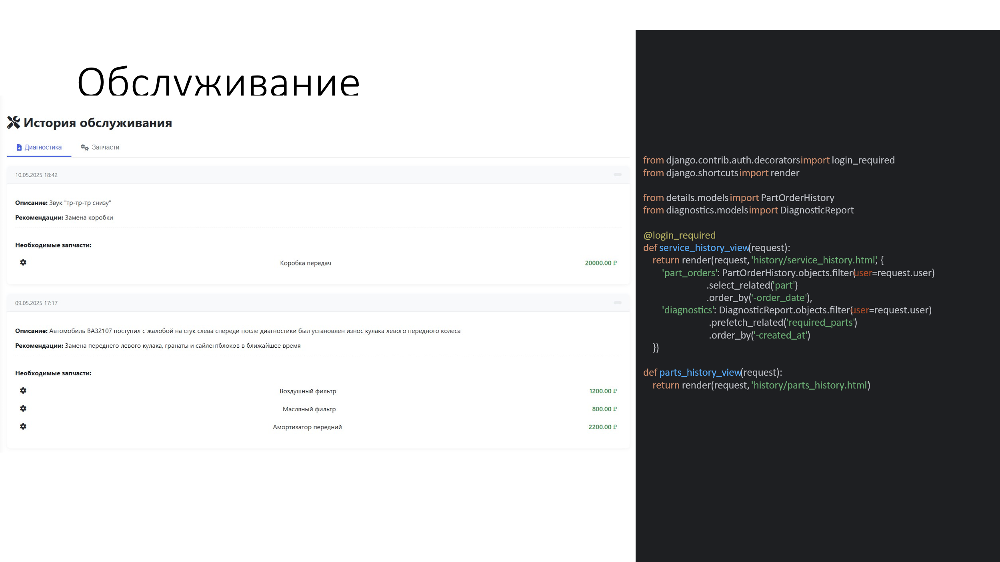 Обслуживание
История обслуживания
Диагностика Запчасти
10.05.2025 18:42
Описание: Звук "тр-тр-тр снизу"
Рекомендации: Замена коробки
Необходимые запчасти:
Коробка передач 20000.00 ₽
09.05.2025 17:17
Описание: Автомобиль ВАЗ2107 поступил с жалобой на стук слева спереди после диагностики был установлен износ кулака левого передного колеса
Рекомендации: Замена переднего левого кулака, гранаты и сайлентблоков в ближайшее время
Необходимые запчасти:
Воздушный фильтр 1200.00 ₽
Масляный фильтр 800.00 ₽
Амортизатор передний 2200.00 ₽
from django.contrib.auth.decorators import login_required
from django.shortcuts import render
from details.models import PartOrderHistory
from diagnostics.models import DiagnosticReport
@login_required
def service_history_view(request):
return render(request, 'history/service_history.html', {
'part_orders': PartOrderHistory.objects.filter(user=request.user)
.select_related('part')
.order_by('-order_date'),
'diagnostics': DiagnosticReport.objects.filter(user=request.user)
.prefetch_related('required_parts')
.order_by('-created_at')
})
def parts_history_view(request):
return render(request, 'history/parts_history.html')